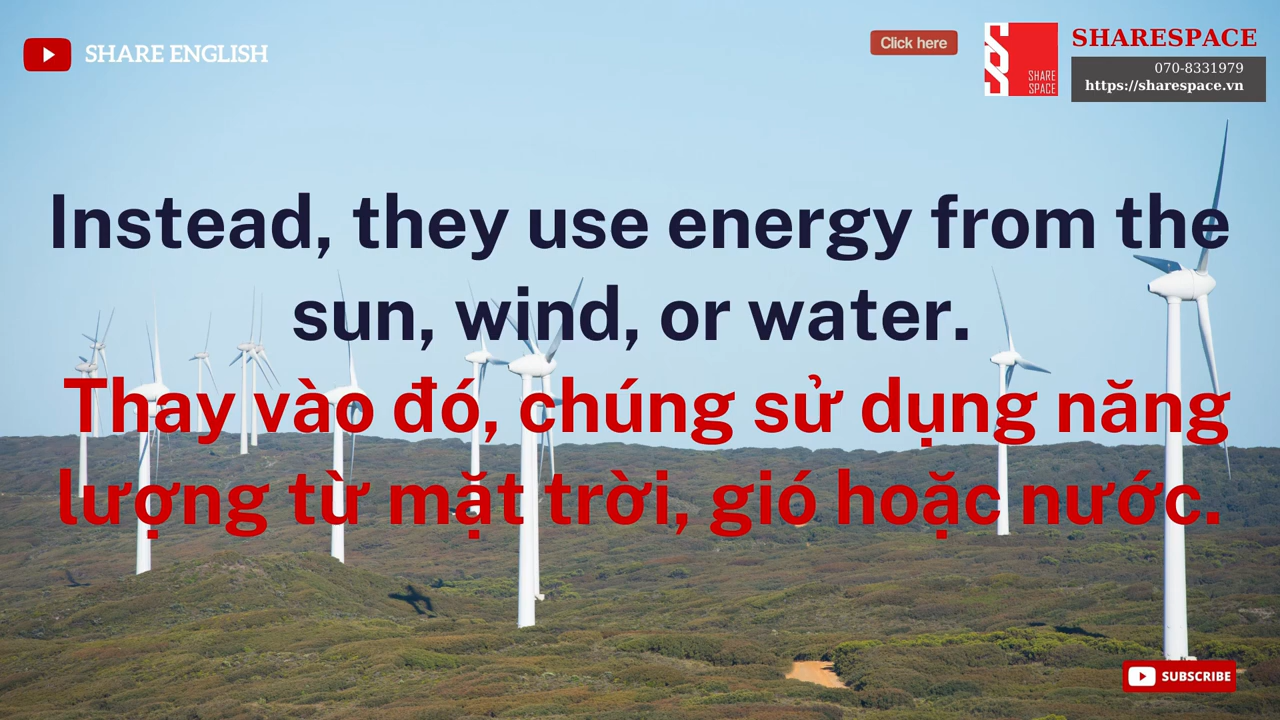 SHARE ENGLISH
Click here
SHARE
SPACE
SHARESPACE
070-8331979
https://sharespace.vn
Instead, they use energy from the
sun, wind, or water.
Thay vào đó, chúng sử dụng năng
lượng từ mặt trời, gió hoặc nước.
SUBSCRIBE